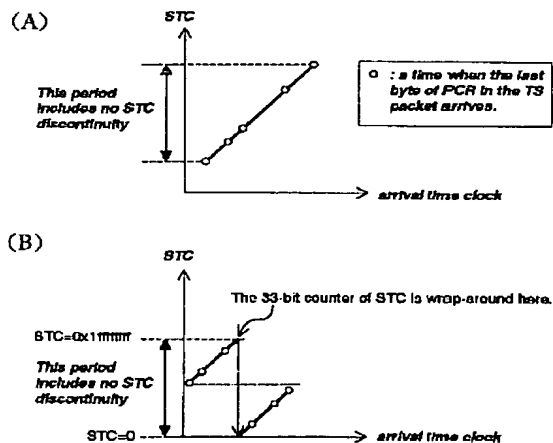 (A)
STC
This period
includes no STC
discontinuity
: a time when the last
byte of PCR in the TS
packet arrives.
arrival time clock
(B)
STC
The 33-bit counter of STC is wrap-around here.
STC=0x1ffffffff
This period
includes no STC
discontinuity
STC=0
arrival time clock